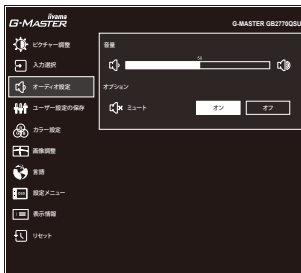 iiyama
G-MASTER
G-MASTER GB2770QSU
ピクチャー調整
入力選択
オーディオ設定
ユーザー設定の保存
カラー設定
画像調整
言語
設定メニュー
表示情報
リセット
音量
50
オプション
ミュート
オン
オフ